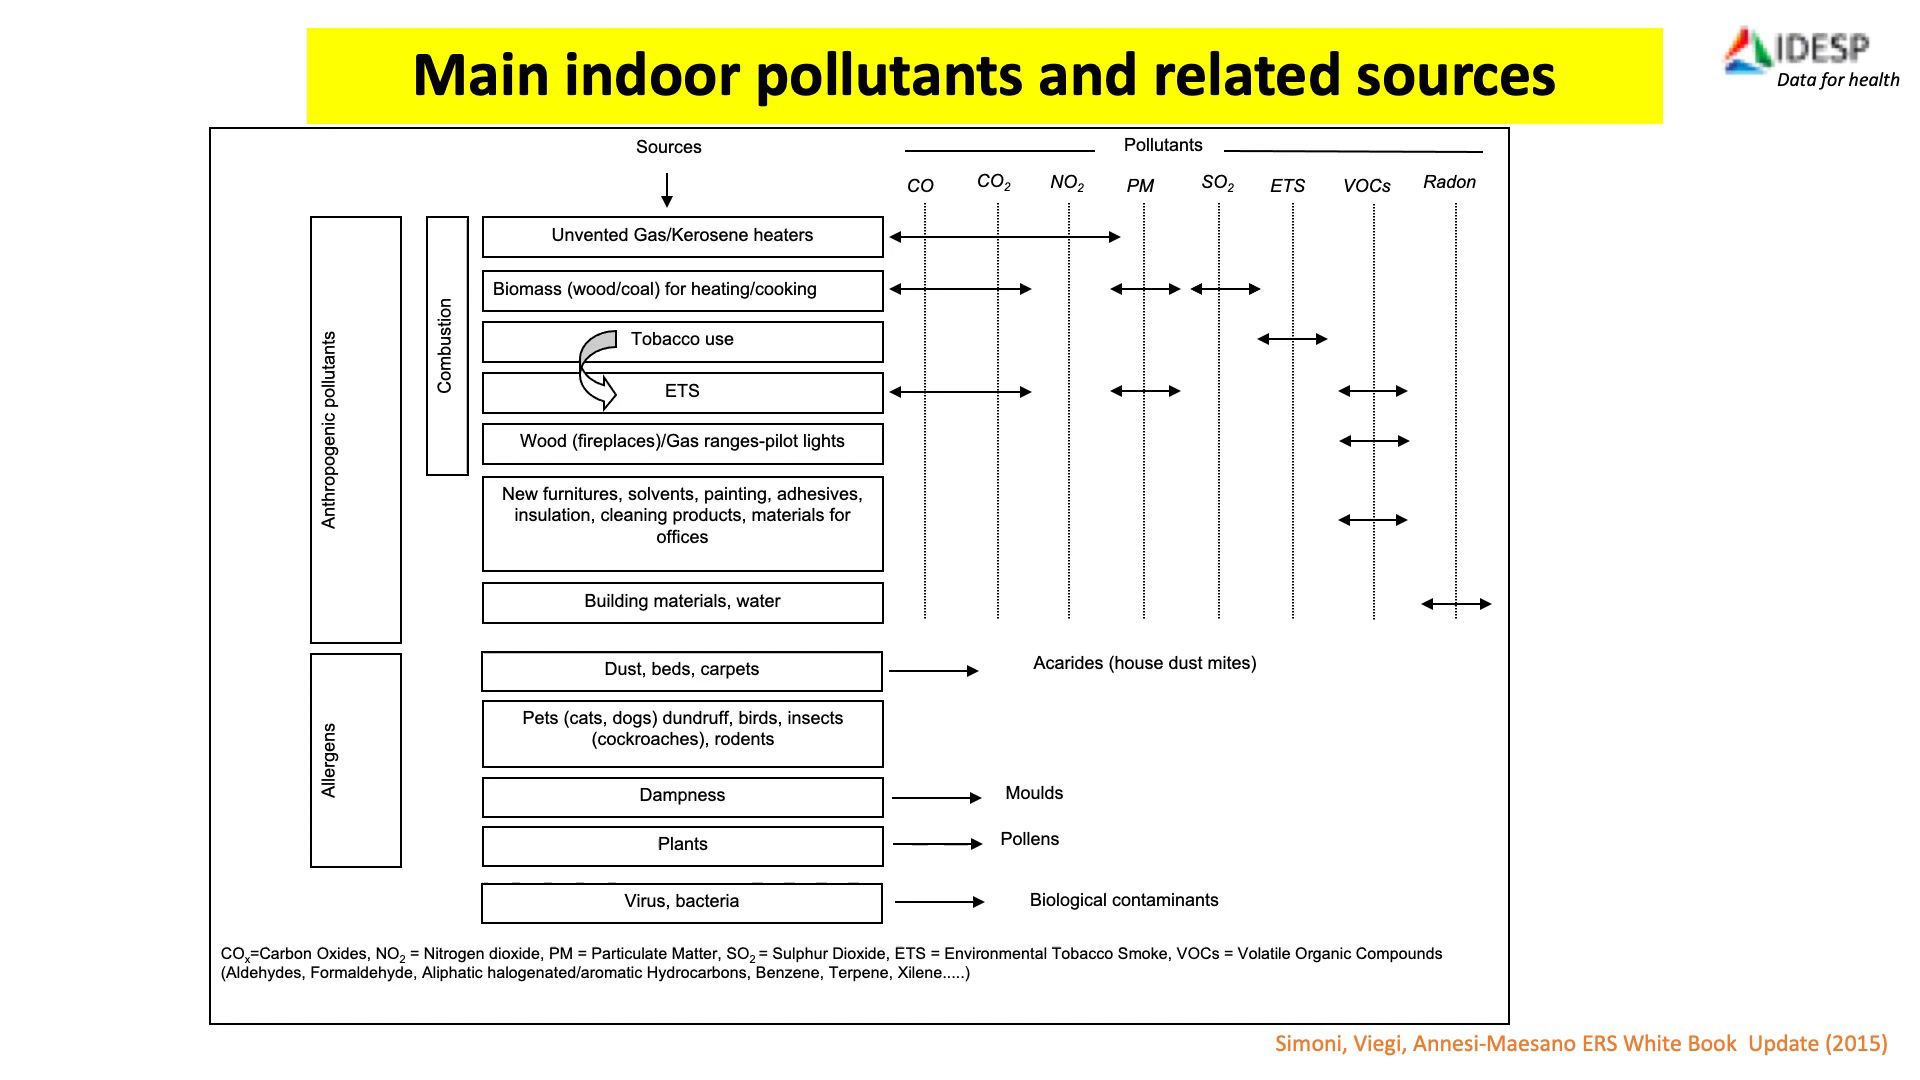 Main indoor pollutants and related sources
IDESP
Data for health
Sources
Pollutants
CO
CO₂
NO₂
PM
SO₂
ETS
VOCs
Radon
Anthropogenic pollutants
Combustion
Unvented Gas/Kerosene heaters
Biomass (wood/coal) for heating/cooking
Tobacco use
ETS
Wood (fireplaces)/Gas ranges-pilot lights
New furnitures, solvents, painting, adhesives,
insulation, cleaning products, materials for
offices
Building materials, water
Allergens
Dust, beds, carpets
Acarides (house dust mites)
Pets (cats, dogs) dundruff, birds, insects
(cockroaches), rodents
Dampness
Moulds
Plants
Pollens
Virus, bacteria
Biological contaminants
COₓ=Carbon Oxides, NO₂ = Nitrogen dioxide, PM = Particulate Matter, SO₂ = Sulphur Dioxide, ETS = Environmental Tobacco Smoke, VOCs = Volatile Organic Compounds
(Aldehydes, Formaldehyde, Aliphatic halogenated/aromatic Hydrocarbons, Benzene, Terpene, Xilene.....)
Simoni, Viegi, Annesi-Maesano ERS White Book Update (2015)